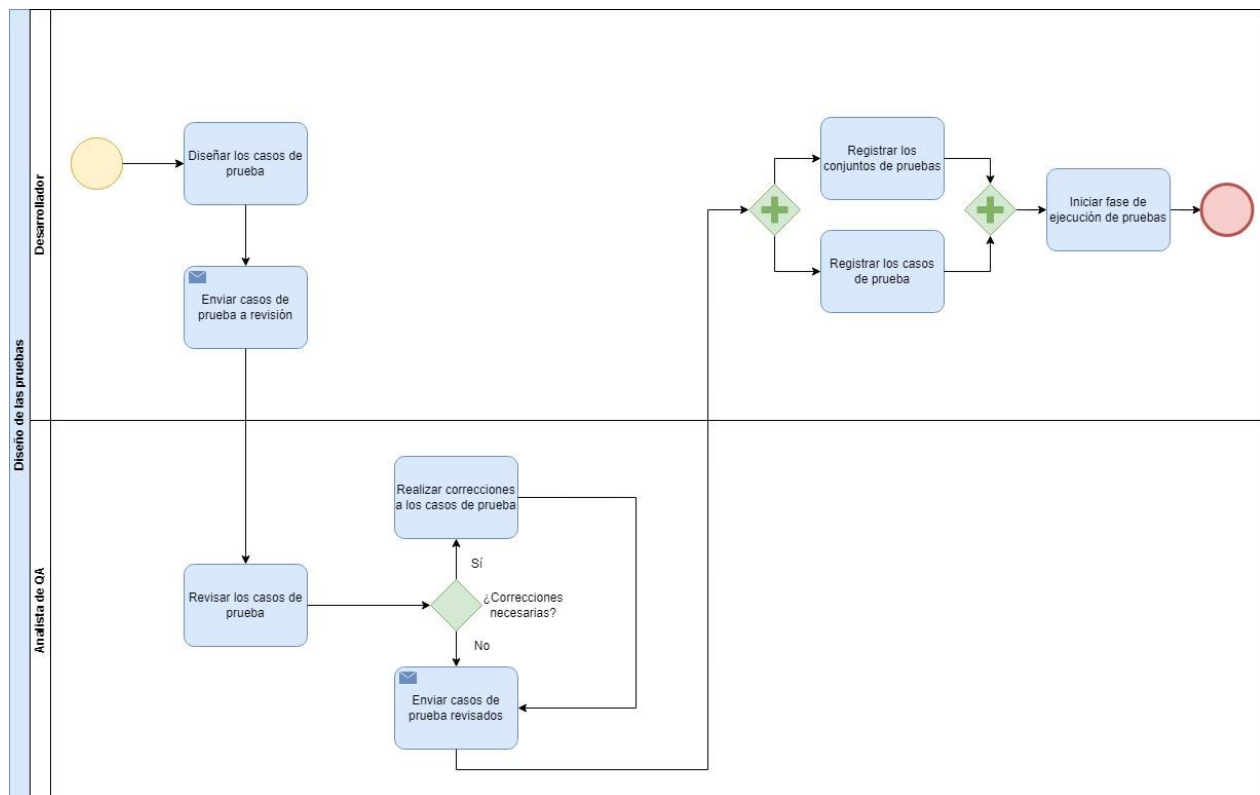 Diseño de las pruebas
Desarrollador
Diseñar los casos de
prueba
Enviar casos de
prueba a revisión
Registrar los
conjuntos de pruebas
Registrar los casos
de prueba
Iniciar fase de
ejecución de pruebas
Analista de QA
Revisar los casos de
prueba
Realizar correcciones
a los casos de prueba
Sí
¿Correcciones
necesarias?
No
Enviar casos de
prueba revisados